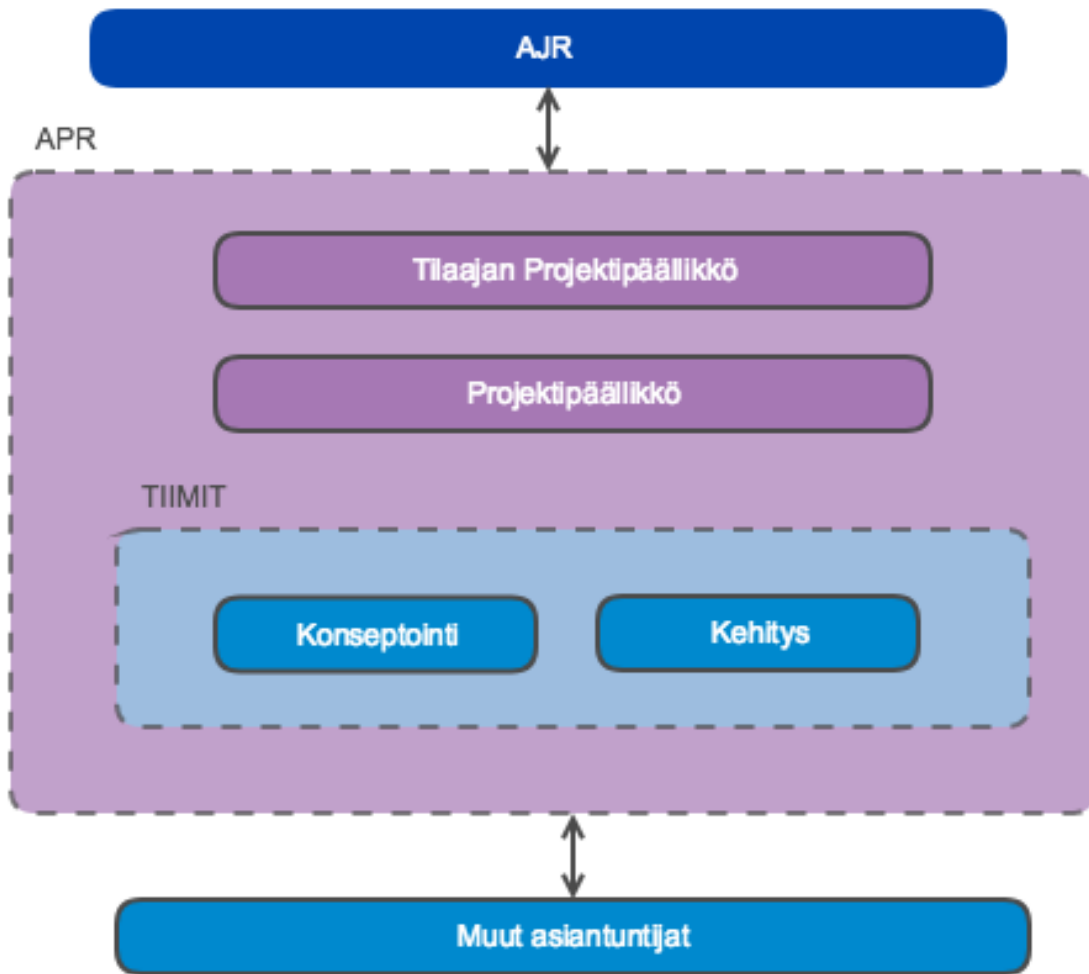 AJR
APR
Tilaajan Projektipäällikkö
Projektipäällikkö
TIIMIT
Konseptointi
Kehitys
Muut asiantuntijat